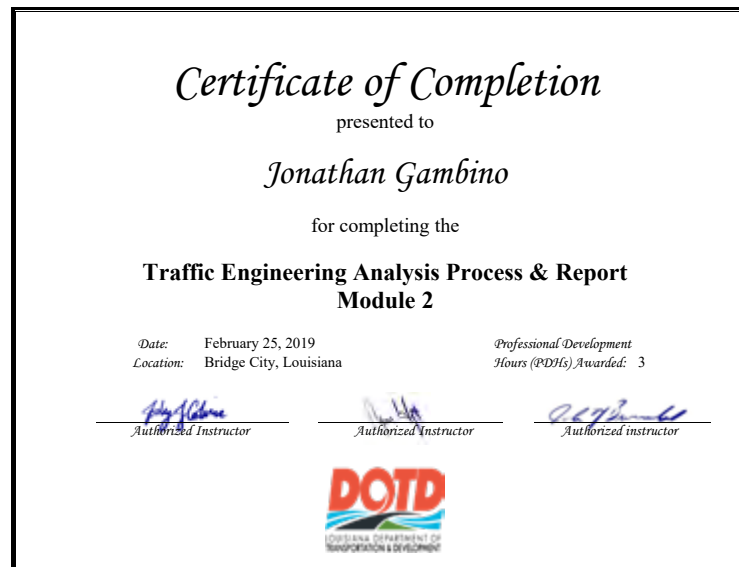 Certificate of Completion
presented to
Jonathan Gambino
for completing the
Traffic Engineering Analysis Process & Report
Module 2
Date: February 25, 2019
Location: Bridge City, Louisiana
Professional Development
Hours (PDHs) Awarded: 3
Authorized Instructor
Authorized Instructor
Authorized instructor
DOTD
LOUISIANA DEPARTMENT OF
TRANSPORTATION & DEVELOPMENT